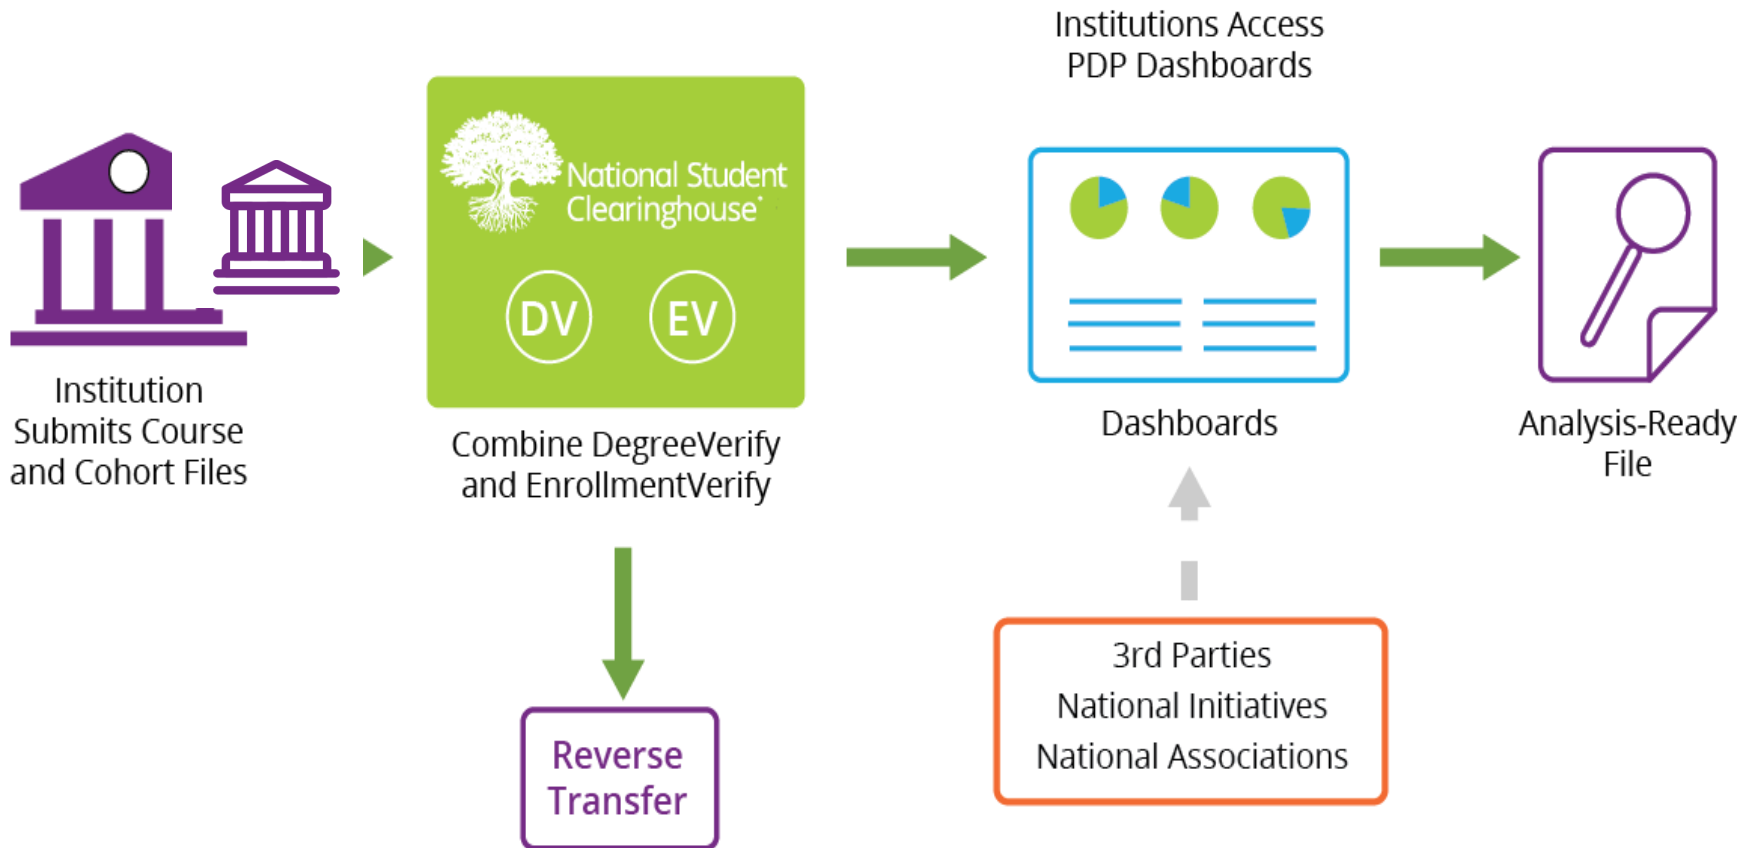 Institution
Submits Course
and Cohort Files
National Student
Clearinghouse
DV
EV
Combine DegreeVerify
and EnrollmentVerify
Reverse
Transfer
Institutions Access
PDP Dashboards
Dashboards
3rd Parties
National Initiatives
National Associations
Analysis-Ready
File